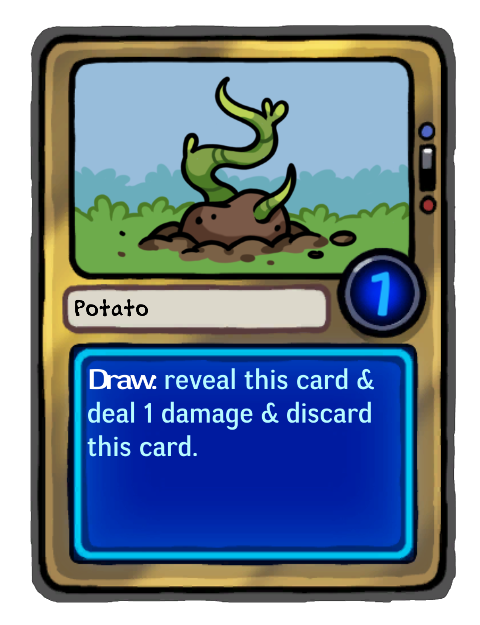 1
Potato
Draw: reveal this card &
deal 1 damage & discard
this card.